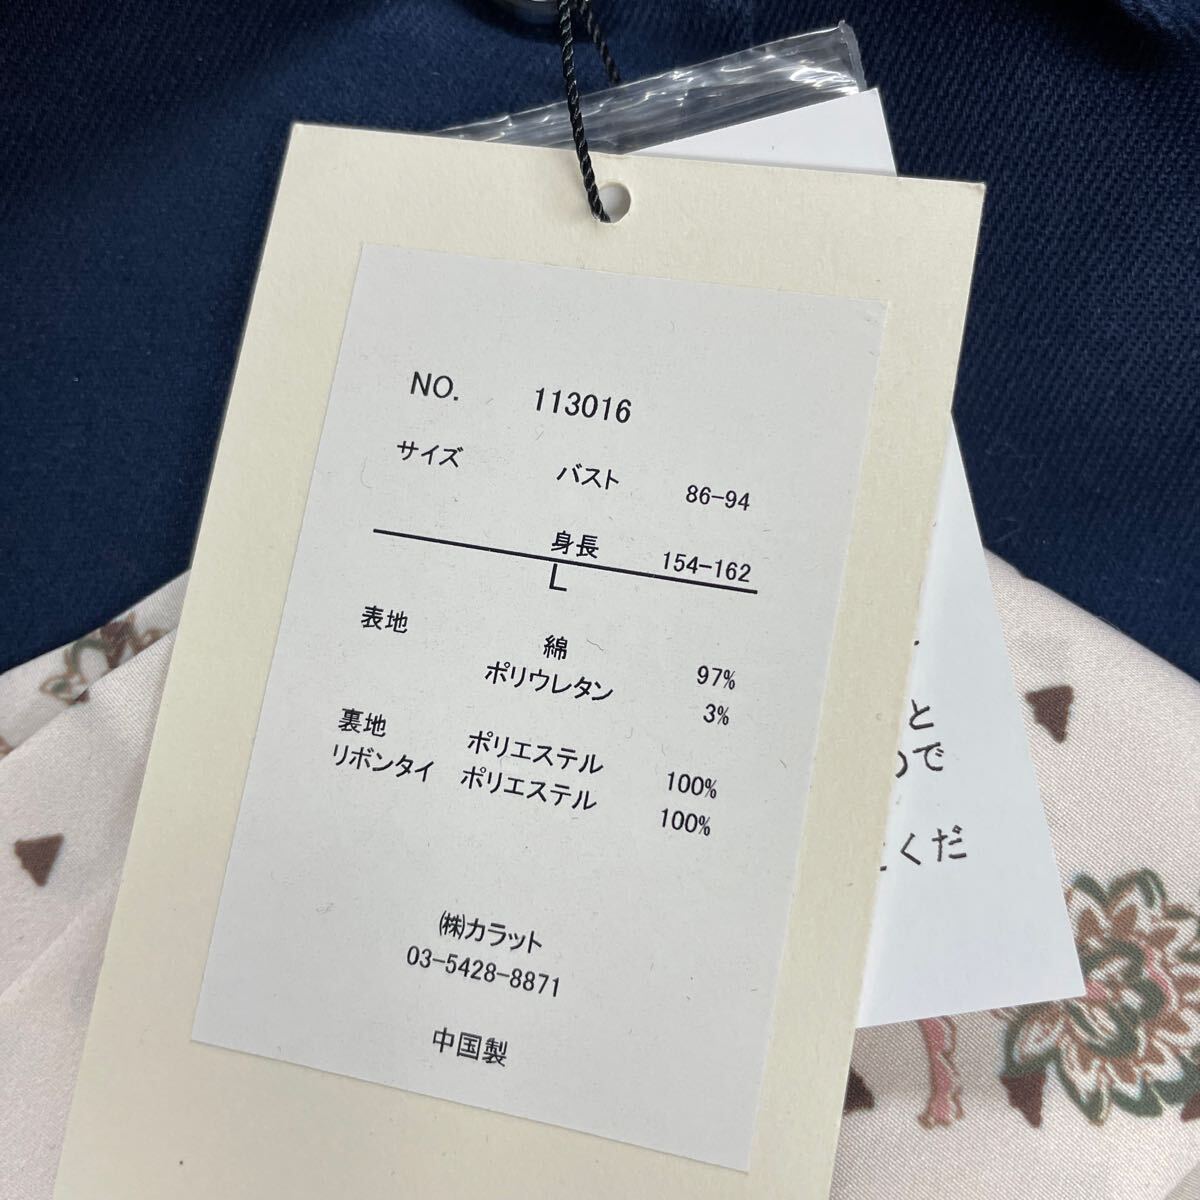 NO. 113016
サイズ バスト 86-94
身長 154-162
L
表地 綿 97%
ポリウレタン 3%
裏地 ポリエステル 100%
リボンタイ ポリエステル 100%
㈱カラット
03-5428-8871
中国製
と
で
くだ